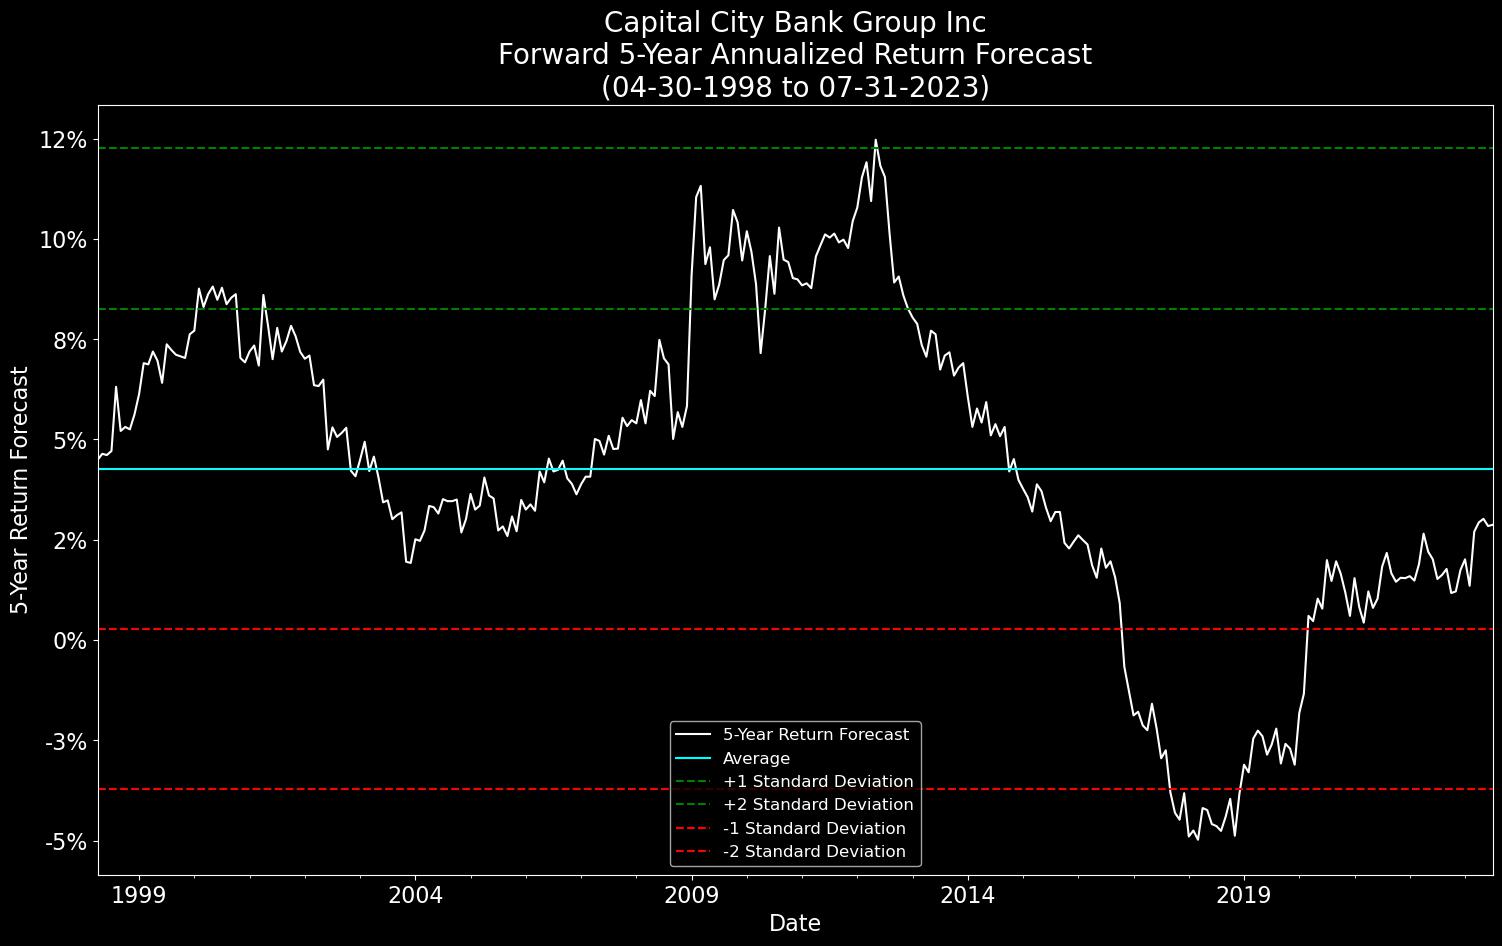 Capital City Bank Group Inc
Forward 5-Year Annualized Return Forecast
(04-30-1998 to 07-31-2023)
12%
10%
8%
5%
2%
0%
-3%
-5%
5-Year Return Forecast
5-Year Return Forecast
Average
+1 Standard Deviation
+2 Standard Deviation
-1 Standard Deviation
-2 Standard Deviation
1999
2004
2009
2014
2019
Date